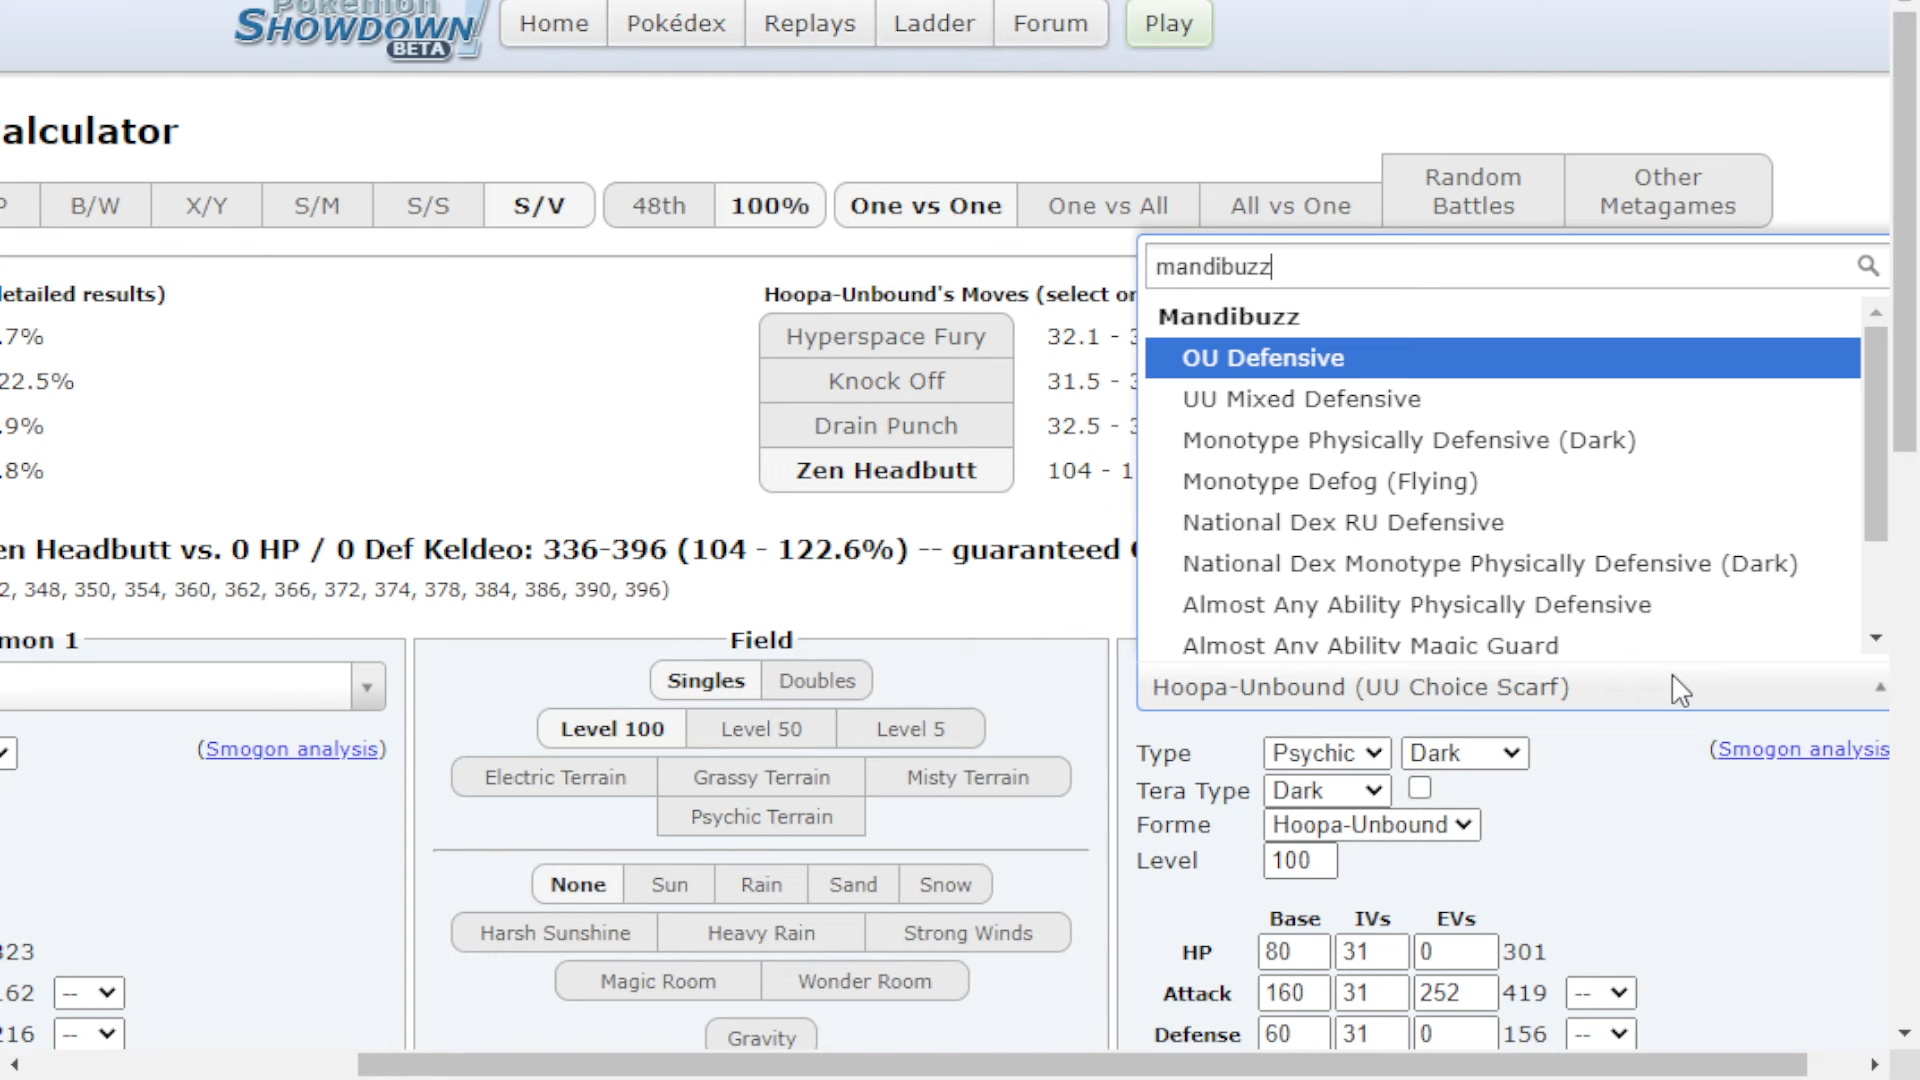 Pokémon
SHOWDOWN
BETA
Home Pokédex Replays Ladder Forum Play
alculator
P B/W X/Y S/M S/S S/V 48th 100% One vs One One vs All All vs One Random Battles Other Metagames
mandibuzz
etailed results) Hoopa-Unbound's Moves (select or
Mandibuzz
.7% Hyperspace Fury 32.1 - 3
OU Defensive
22.5% Knock Off 31.5 - 3
UU Mixed Defensive
.9% Drain Punch 32.5 - 3
Monotype Physically Defensive (Dark)
.8% Zen Headbutt 104 - 1
Monotype Defog (Flying)
National Dex RU Defensive
en Headbutt vs. 0 HP / 0 Def Keldeo: 336-396 (104 - 122.6%) -- guaranteed
National Dex Monotype Physically Defensive (Dark)
2, 348, 350, 354, 360, 362, 366, 372, 374, 378, 384, 386, 390, 396)
Almost Any Ability Physically Defensive
mon 1 Field
Almost Any Ability Magic Guard
Singles Doubles
Hoopa-Unbound (UU Choice Scarf)
Level 100 Level 50 Level 5
(Smogon analysis) Type Psychic Dark (Smogon analysis
Electric Terrain Grassy Terrain Misty Terrain
Tera Type Dark
Psychic Terrain
Forme Hoopa-Unbound
Level 100
None Sun Rain Sand Snow
Base IVs EVs
Harsh Sunshine Heavy Rain Strong Winds
323 HP 80 31 0 301
Magic Room Wonder Room
162 -- Attack 160 31 252 419 --
216 -- Gravity Defense 60 31 0 156 --